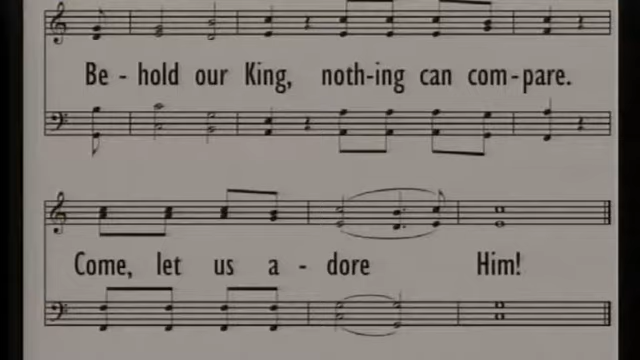 Be - hold our King, noth-ing can com-pare.
Come, let us a - dore Him!